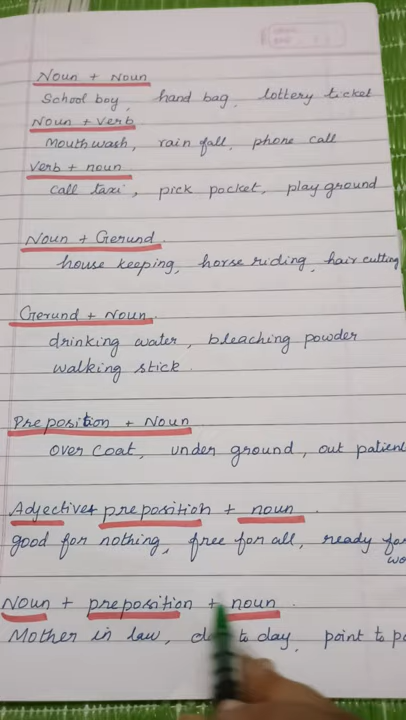 Noun + Noun
School boy, hand bag, lottery ticket
Noun + Verb
Mouth wash, rain fall, phone call
Verb + noun
call taxi, pick pocket, play ground
Noun + Gerund
house keeping, horse riding, hair cutting
Gerund + Noun
drinking water, bleaching powder
walking stick
Preposition + Noun
Over coat, under ground, out patient
Adjective + preposition + noun
good for nothing, free for all, ready for
wo
Noun + preposition + noun
Mother in law, to day, point to